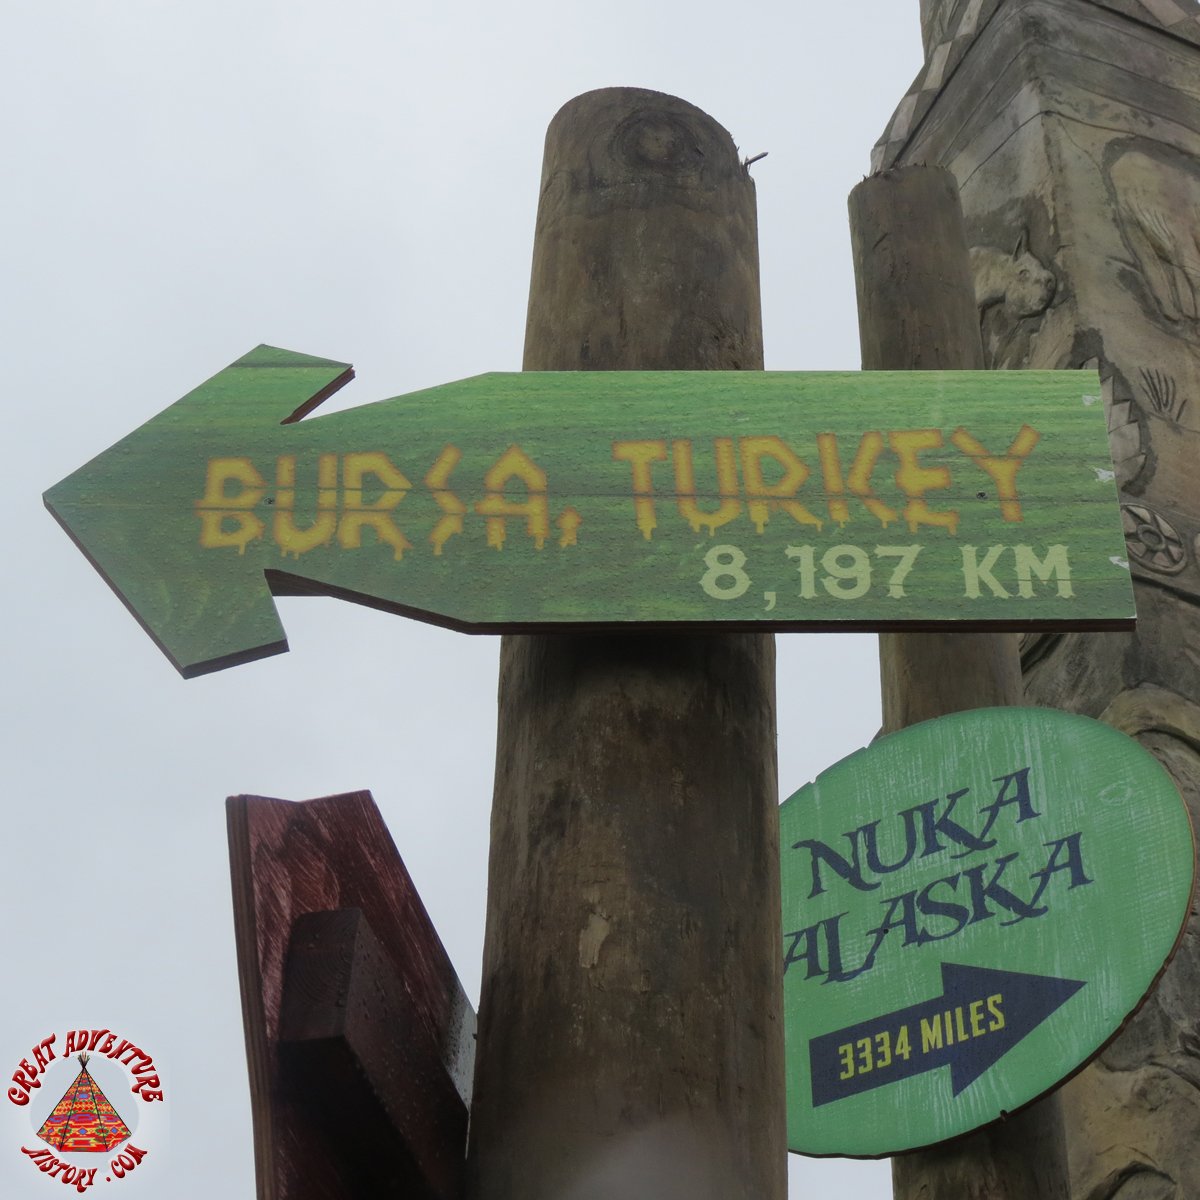 BURSA, TURKEY
8,197 KM
NUKA
ALASKA
3334 MILES
GREAT ADVENTURE
HISTORY.COM